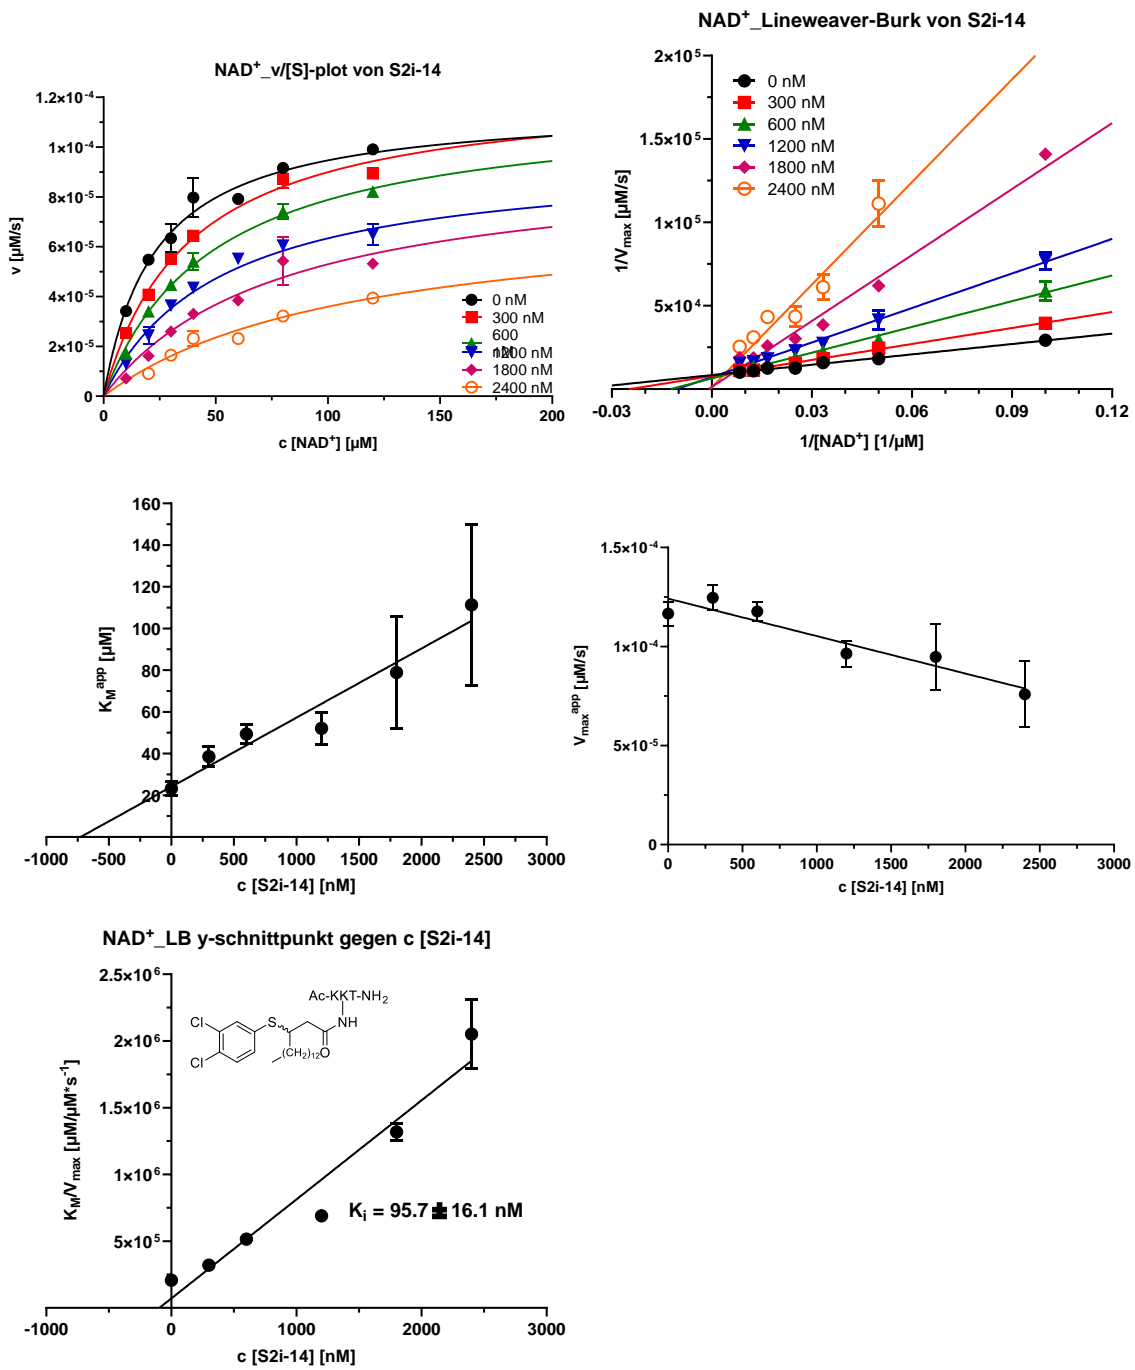 NAD⁺_v/[S]-plot von S2i-14
1.2×10⁻⁴
1×10⁻⁴
8×10⁻⁵
6×10⁻⁵
4×10⁻⁵
2×10⁻⁵
0
v [µM/s]
0 50 100 150 200
c [NAD⁺] [µM]
0 nM
300 nM
600
nM
1200 nM
1800 nM
2400 nM
NAD⁺_Lineweaver-Burk von S2i-14
2×10⁵
1.5×10⁵
1×10⁵
5×10⁴
1/Vₘₐₓ [µM/s]
0 nM
300 nM
600 nM
1200 nM
1800 nM
2400 nM
-0.03 0.00 0.03 0.06 0.09 0.12
1/[NAD⁺] [1/µM]
160
140
120
100
80
60
40
20
K_M^app [µM]
-1000 -500 0 500 1000 1500 2000 2500 3000
c [S2i-14] [nM]
1.5×10⁻⁴
1×10⁻⁴
5×10⁻⁵
0
V_max^app [µM/s]
0 500 1000 1500 2000 2500 3000
c [S2i-14] [nM]
NAD⁺_LB y-schnittpunkt gegen c [S2i-14]
2.5×10⁶
2×10⁶
1.5×10⁶
1×10⁶
5×10⁵
K_M/V_max [µM/µM*s⁻¹]
Ac-KKT-NH₂
NH
S
O
(CH₂)₁₂
Cl
Cl
Kᵢ = 95.7 ± 16.1 nM
-1000 0 1000 2000 3000
c [S2i-14] [nM]